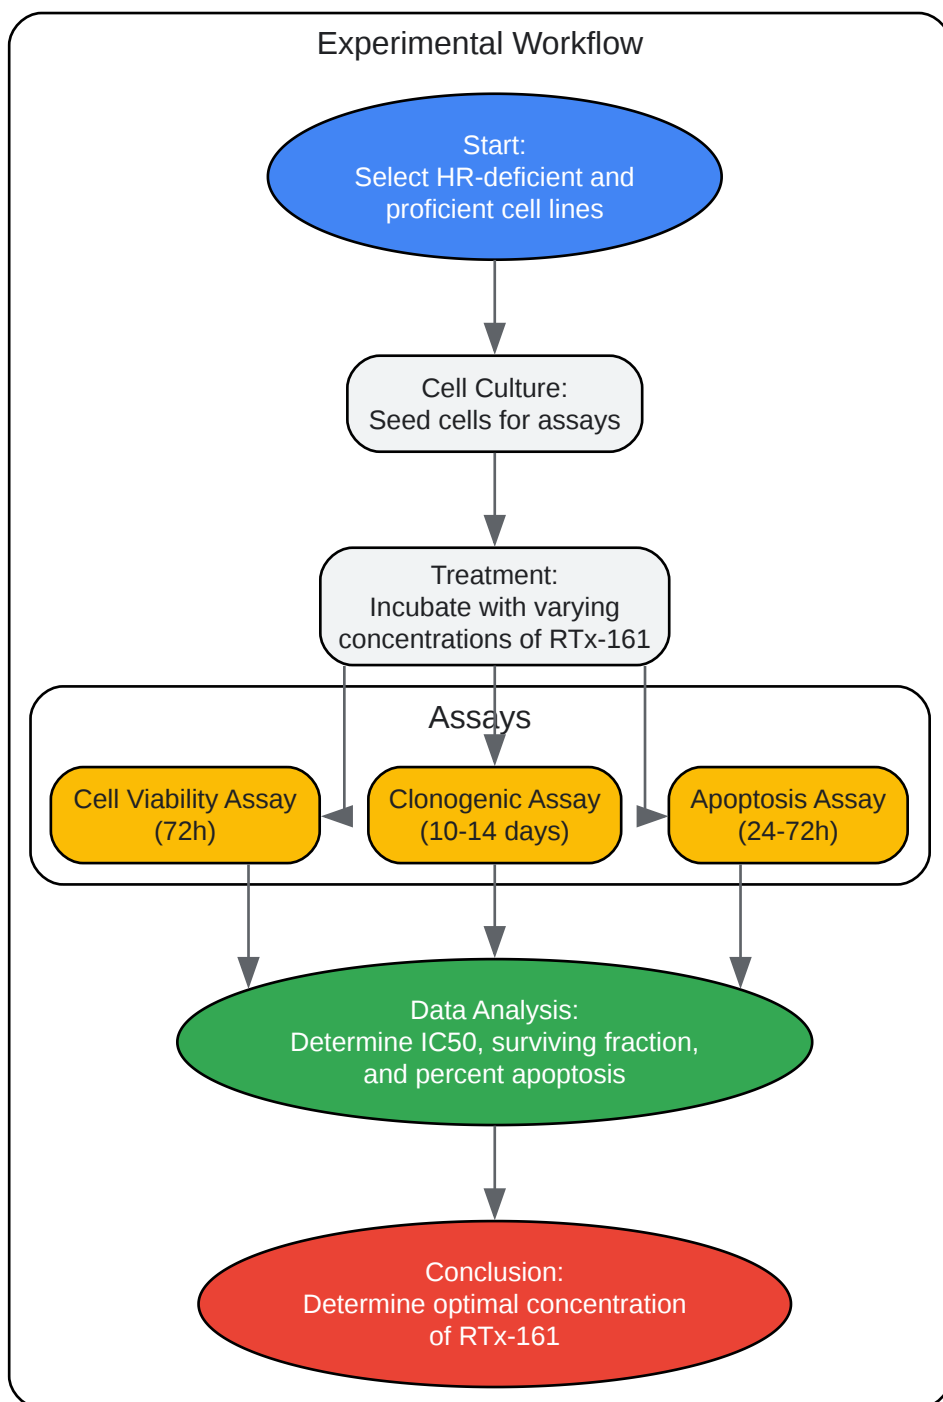 Experimental Workflow
Start:
Select HR-deficient and
proficient cell lines
Cell Culture:
Seed cells for assays
Treatment:
Incubate with varying
concentrations of RTx-161
Assays
Cell Viability Assay
(72h)
Clonogenic Assay
(10-14 days)
Apoptosis Assay
(24-72h)
Data Analysis:
Determine IC50, surviving fraction,
and percent apoptosis
Conclusion:
Determine optimal concentration
of RTx-161